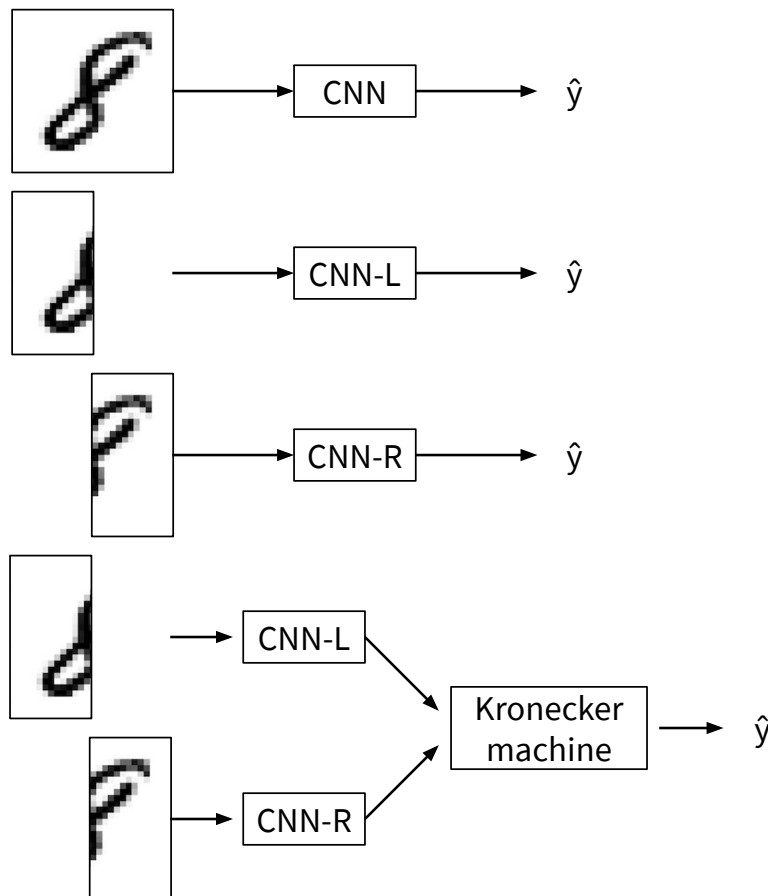 CNN
ŷ
CNN-L
ŷ
CNN-R
ŷ
CNN-L
Kronecker
machine
ŷ
CNN-R